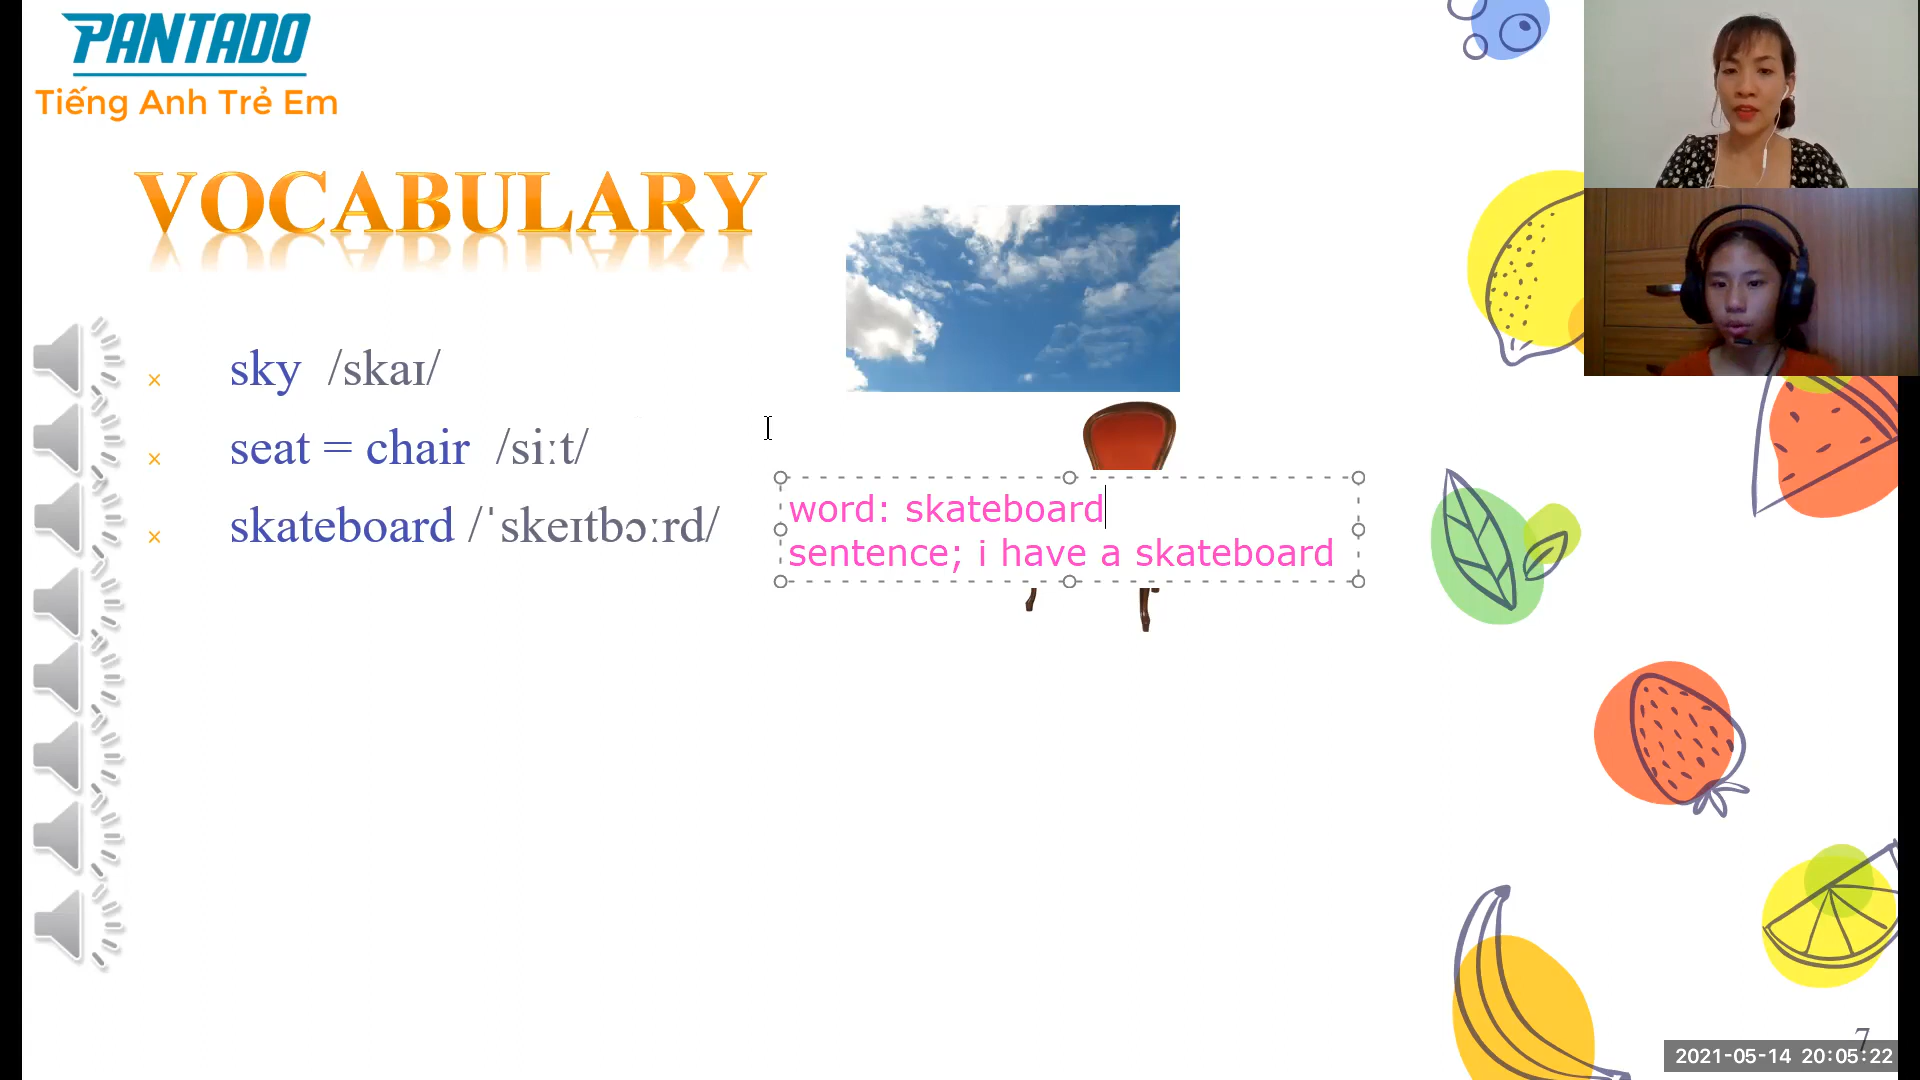 PANTADO
Tiếng Anh Trẻ Em
VOCABULARY
× sky /skaɪ/
× seat = chair /siːt/
× skateboard /ˈskeɪtbɔːrd/
word: skateboard
sentence; i have a skateboard
7
2021-05-14 20:05:22